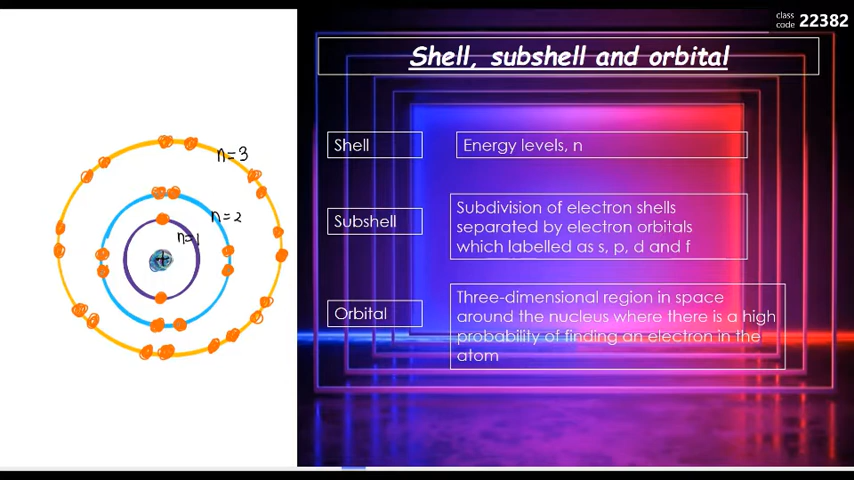 class
code 22382
Shell, subshell and orbital
n=3
n=2
n=1
+
Shell
Energy levels, n
Subshell
Subdivision of electron shells
separated by electron orbitals
which labelled as s, p, d and f
Orbital
Three-dimensional region in space
around the nucleus where there is a high
probability of finding an electron in the
atom